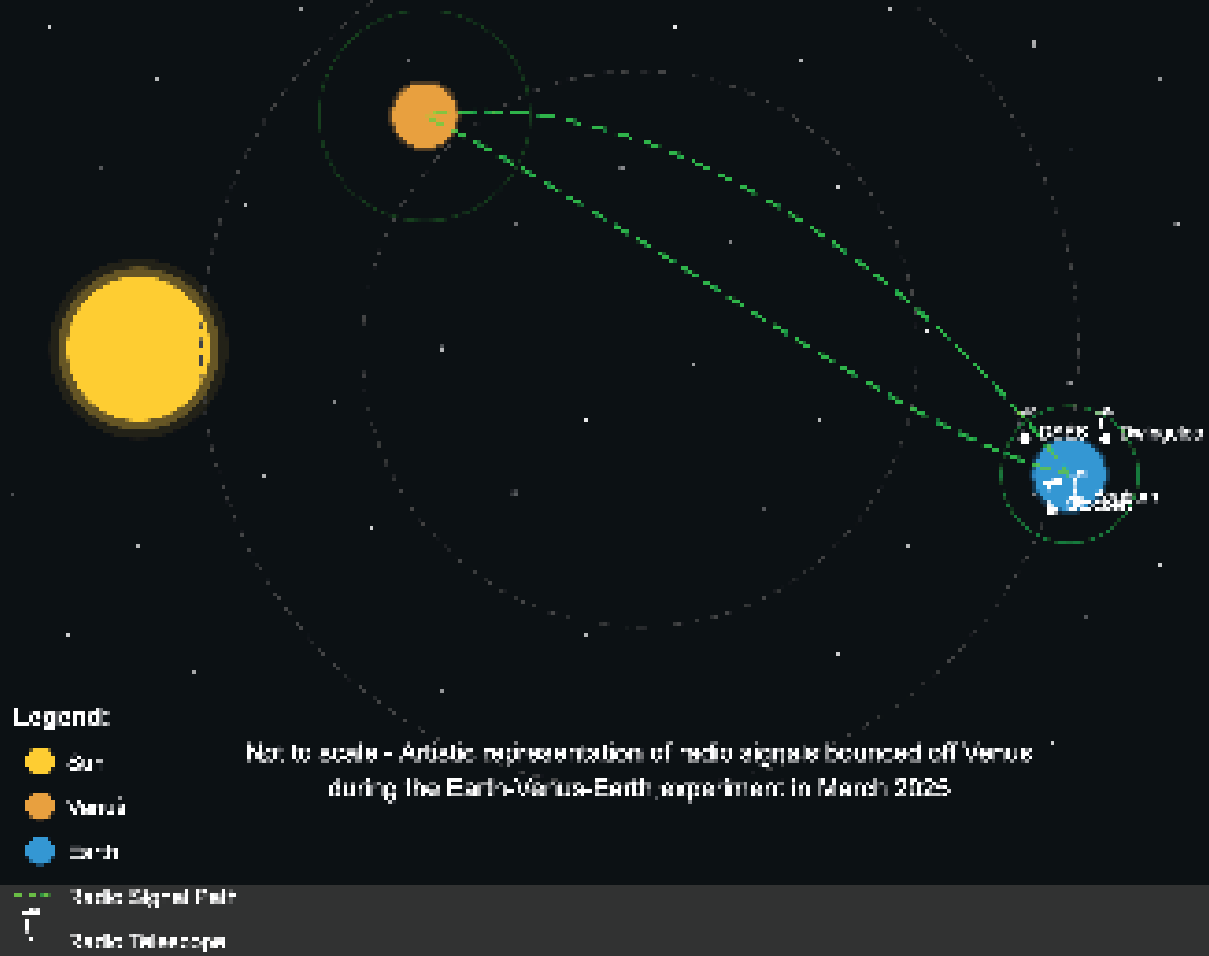 Dwingeloo
Legend:
Sun
Venus
Earth
Radio Signal Path
Radio Telescope
Not to scale - Artistic representation of radio signals bounced off Venus
during the Earth-Venus-Earth experiment in March 2025